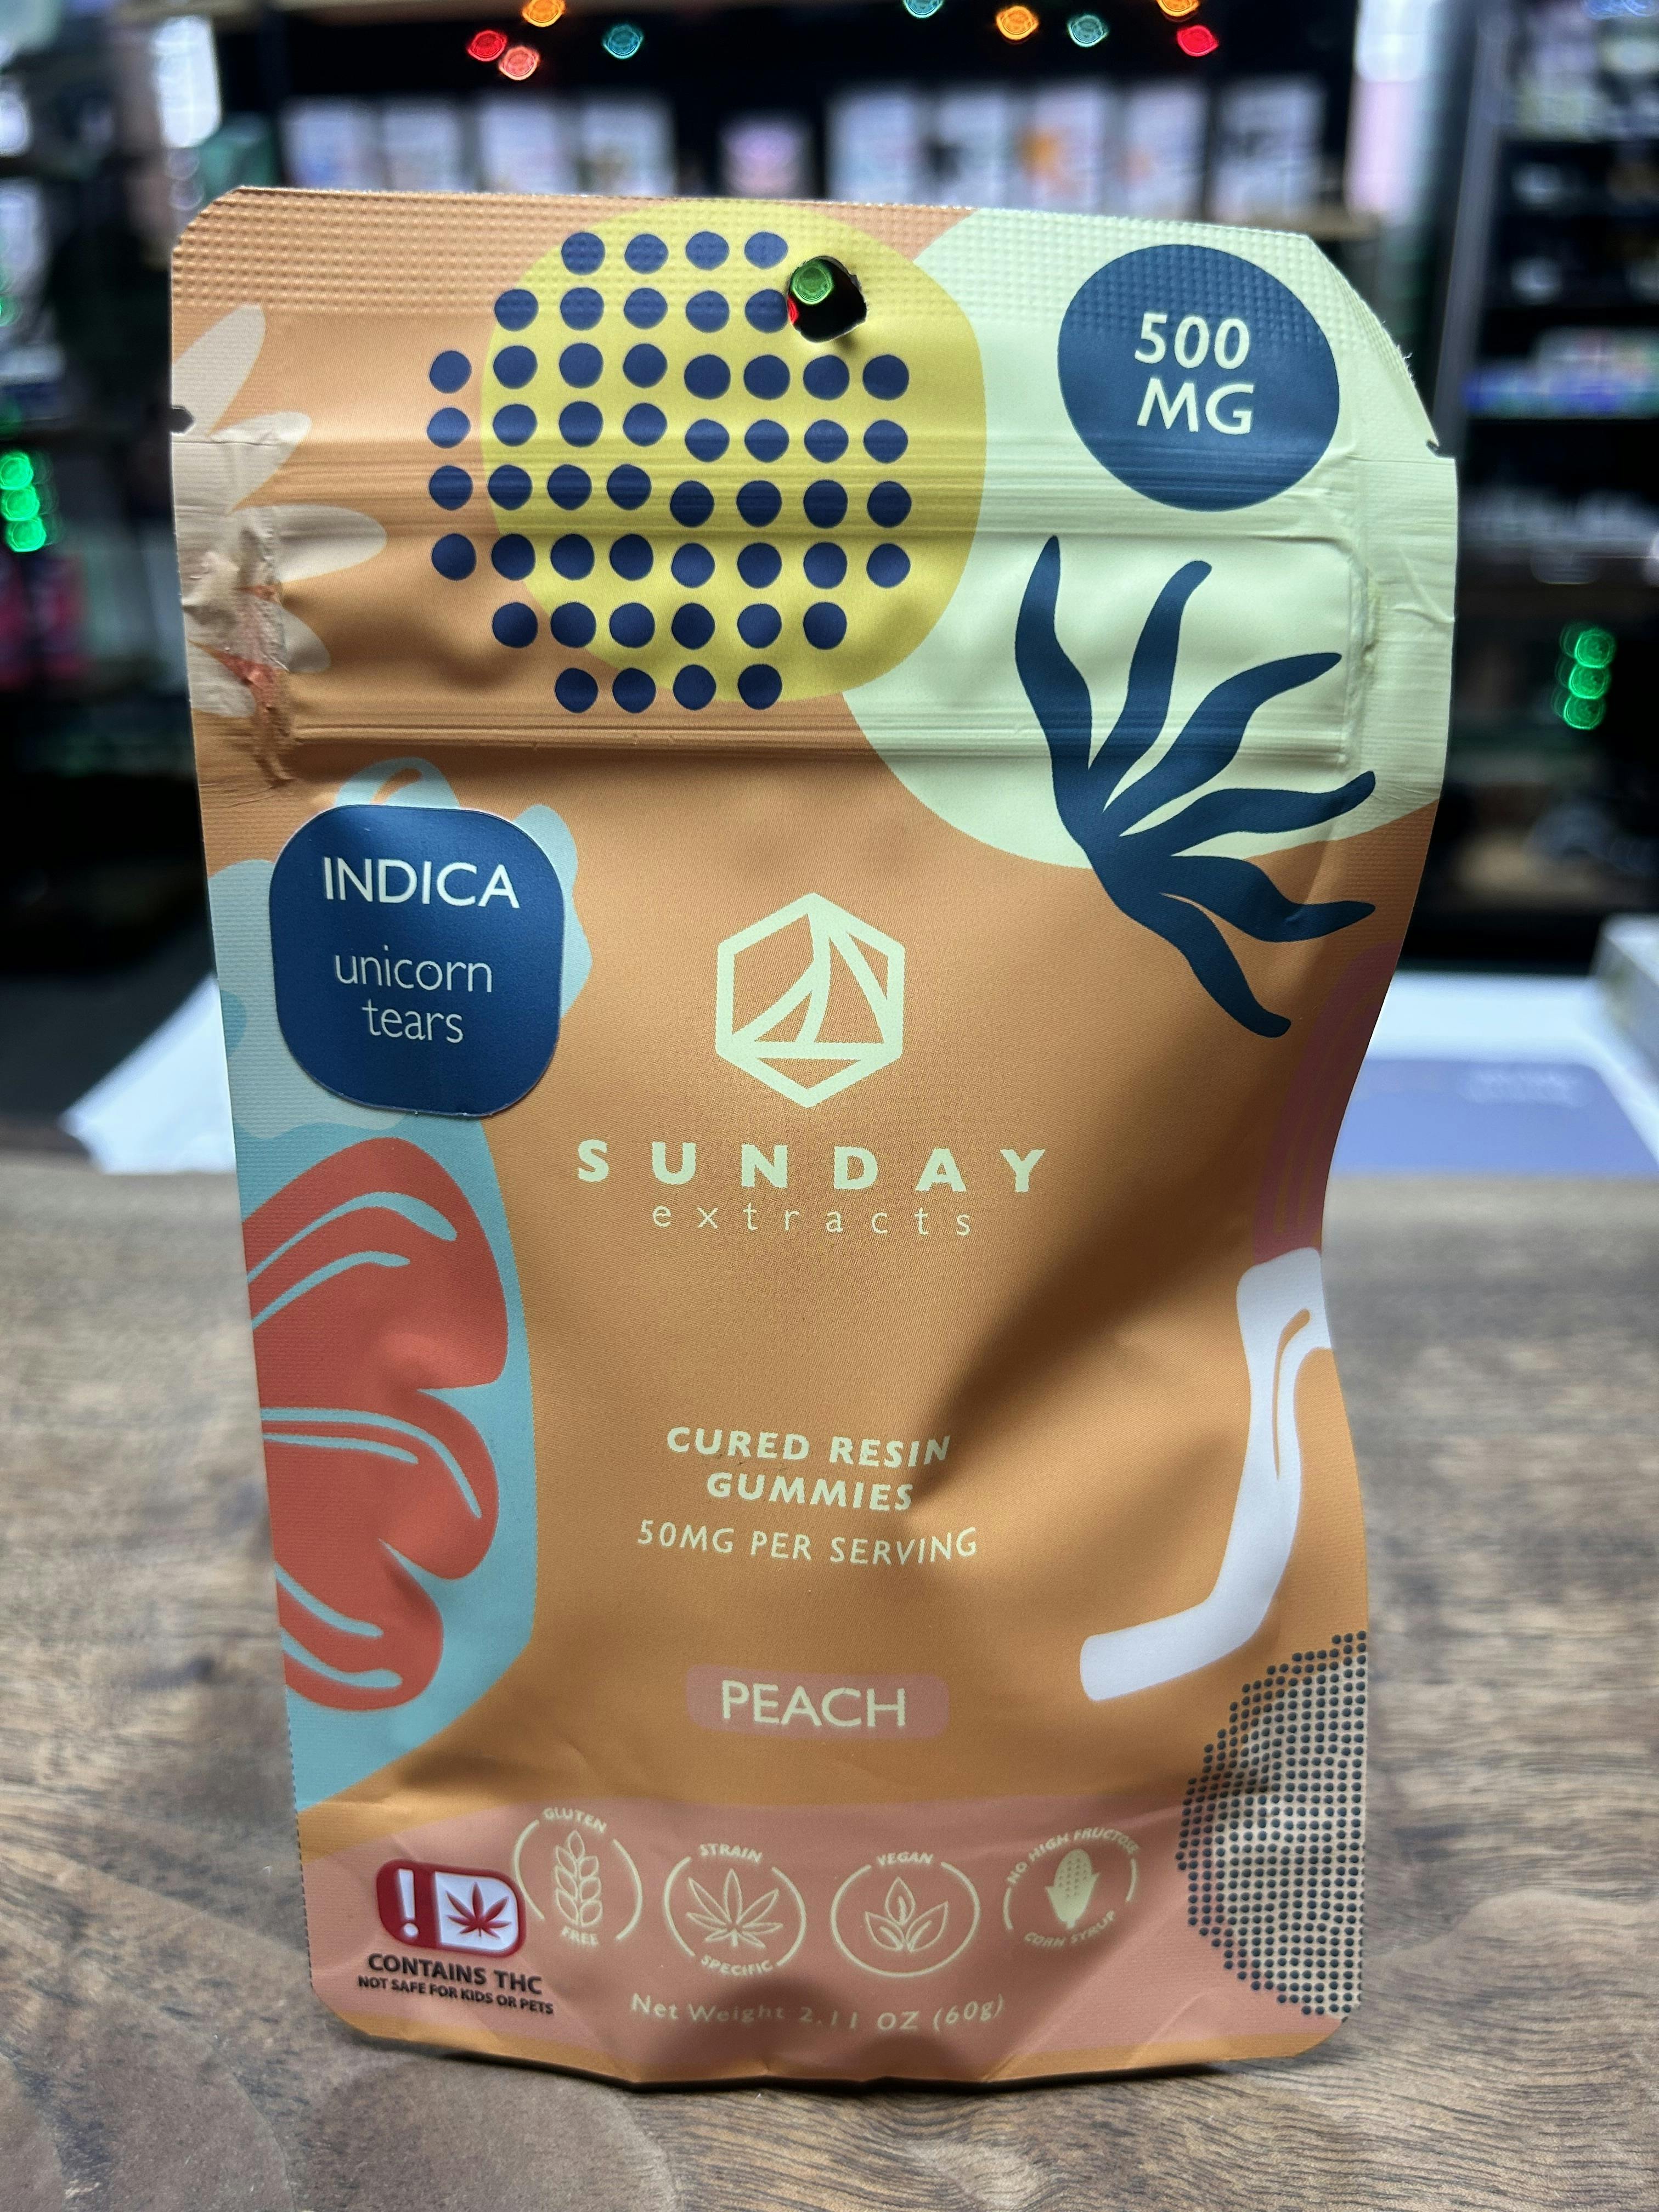 500
MG
INDICA
unicorn
tears
SUNDAY
extracts
CURED RESIN
GUMMIES
50MG PER SERVING
PEACH
GLUTEN
FREE
STRAIN
SPECIFIC
VEGAN
NO HIGH FRUCTOSE
CORN SYRUP
!
CONTAINS THC
NOT SAFE FOR KIDS OR PETS
Net Weight 2.11 OZ (60g)